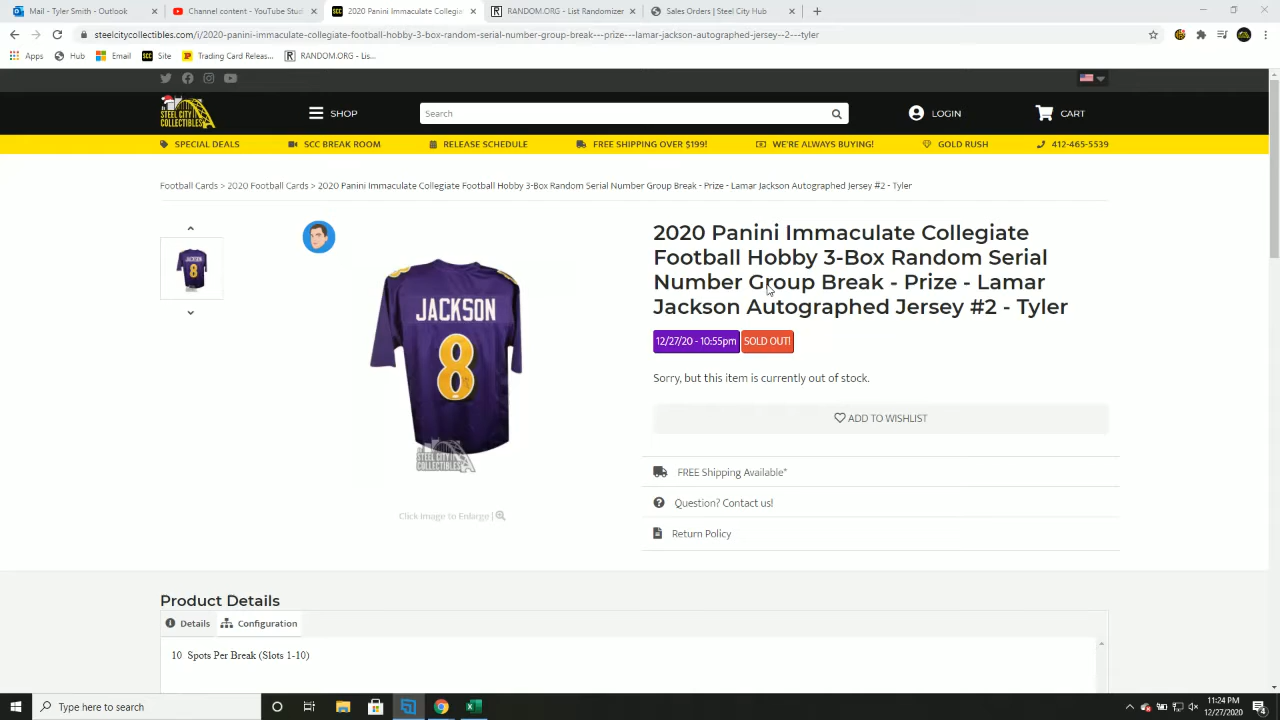 Mail - Tyler Smith - Outlook
Channel content - YouTube Stud
2020 Panini Immaculate Collegia
RANDOM.ORG - List Randomizer
Sales Orders | Steel City Hub
steelcitycollectibles.com/i/2020-panini-immaculate-collegiate-football-hobby-3-box-random-serial-number-group-break---prize---lamar-jackson-autographed-jersey--2---tyler
Apps
Hub
Email
Site
Trading Card Releas...
RANDOM.ORG - Lis...
STEEL CITY COLLECTIBLES
SHOP
Search
LOGIN
CART
SPECIAL DEALS
SCC BREAK ROOM
RELEASE SCHEDULE
FREE SHIPPING OVER $199!
WE'RE ALWAYS BUYING!
GOLD RUSH
412-465-5539
Football Cards > 2020 Football Cards > 2020 Panini Immaculate Collegiate Football Hobby 3-Box Random Serial Number Group Break - Prize - Lamar Jackson Autographed Jersey #2 - Tyler
JACKSON
8
JACKSON
8
STEEL CITY COLLECTIBLES
Click Image to Enlarge |
2020 Panini Immaculate Collegiate
Football Hobby 3-Box Random Serial
Number Group Break - Prize - Lamar
Jackson Autographed Jersey #2 - Tyler
12/27/20 - 10:55pm
SOLD OUT!
Sorry, but this item is currently out of stock.
ADD TO WISHLIST
FREE Shipping Available*
Question? Contact us!
Return Policy
Product Details
Details
Configuration
10 Spots Per Break (Slots 1-10)
Type here to search
11:24 PM
12/27/2020
4